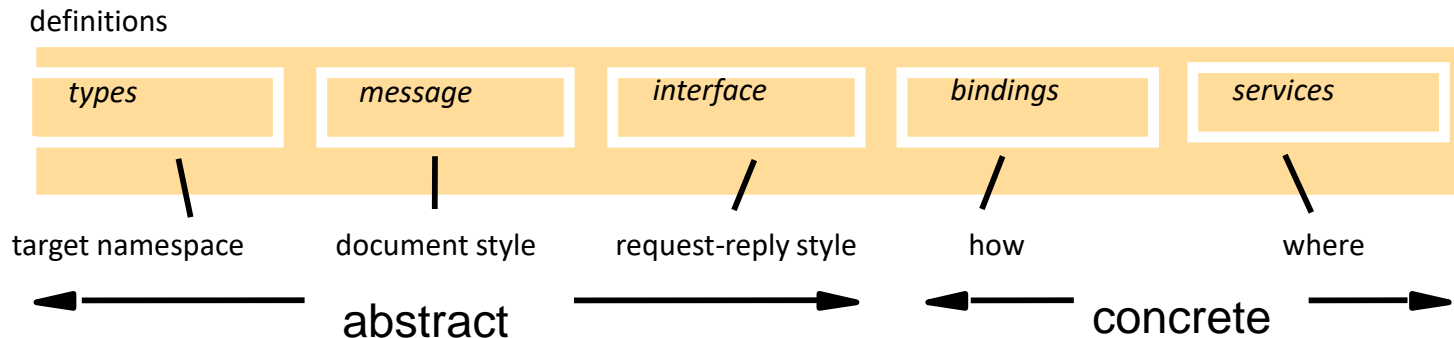 definitions
types message interface bindings services
target namespace document style request-reply style how where
abstract concrete